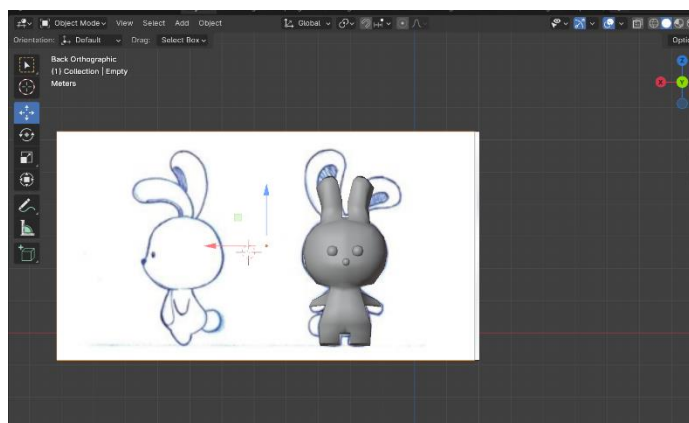 Object Mode View Select Add Object Global
Orientation: Default Drag: Select Box Optio
Back Orthographic
(1) Collection | Empty
Meters
Z
X
Y